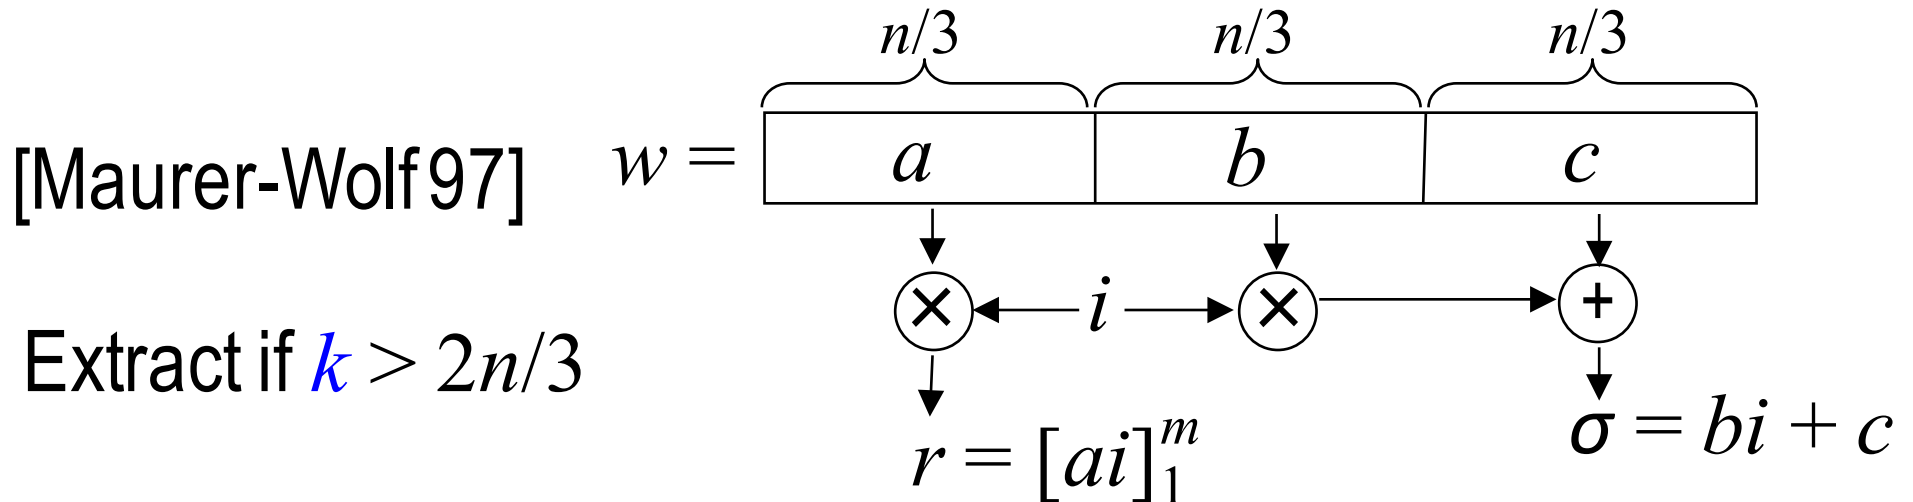 n/3 n/3 n/3
[Maurer-Wolf 97] w = a b c
× i × +
Extract if k > 2n/3
r = [ai]₁ᵐ σ = bi + c